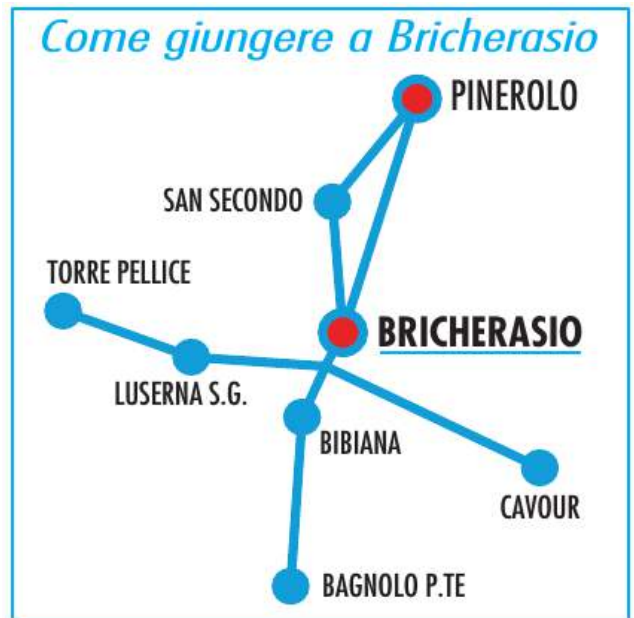 Come giungere a Bricherasio
PINEROLO
SAN SECONDO
TORRE PELLICE
BRICHERASIO
LUSERNA S.G.
BIBIANA
CAVOUR
BAGNOLO P.TE